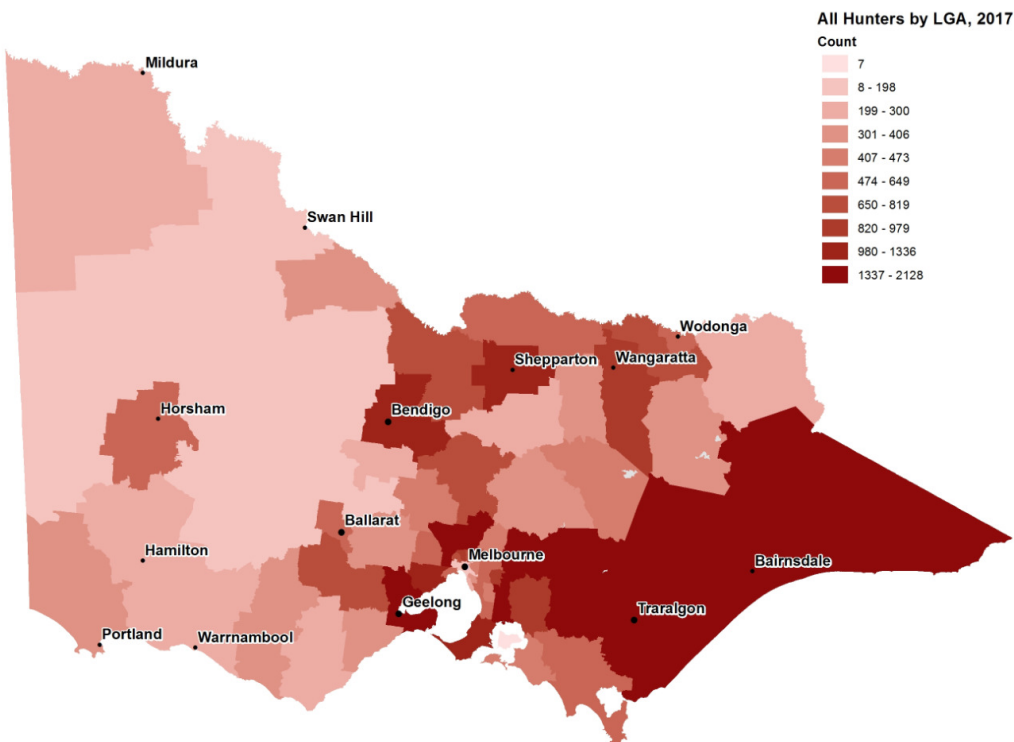 All Hunters by LGA, 2017
Count
7
8 - 198
199 - 300
301 - 406
407 - 473
474 - 649
650 - 819
820 - 979
980 - 1336
1337 - 2128
Mildura
Swan Hill
Wodonga
Shepparton
Wangaratta
Horsham
Bendigo
Ballarat
Hamilton
Melbourne
Bairnsdale
Geelong
Traralgon
Portland
Warrnambool